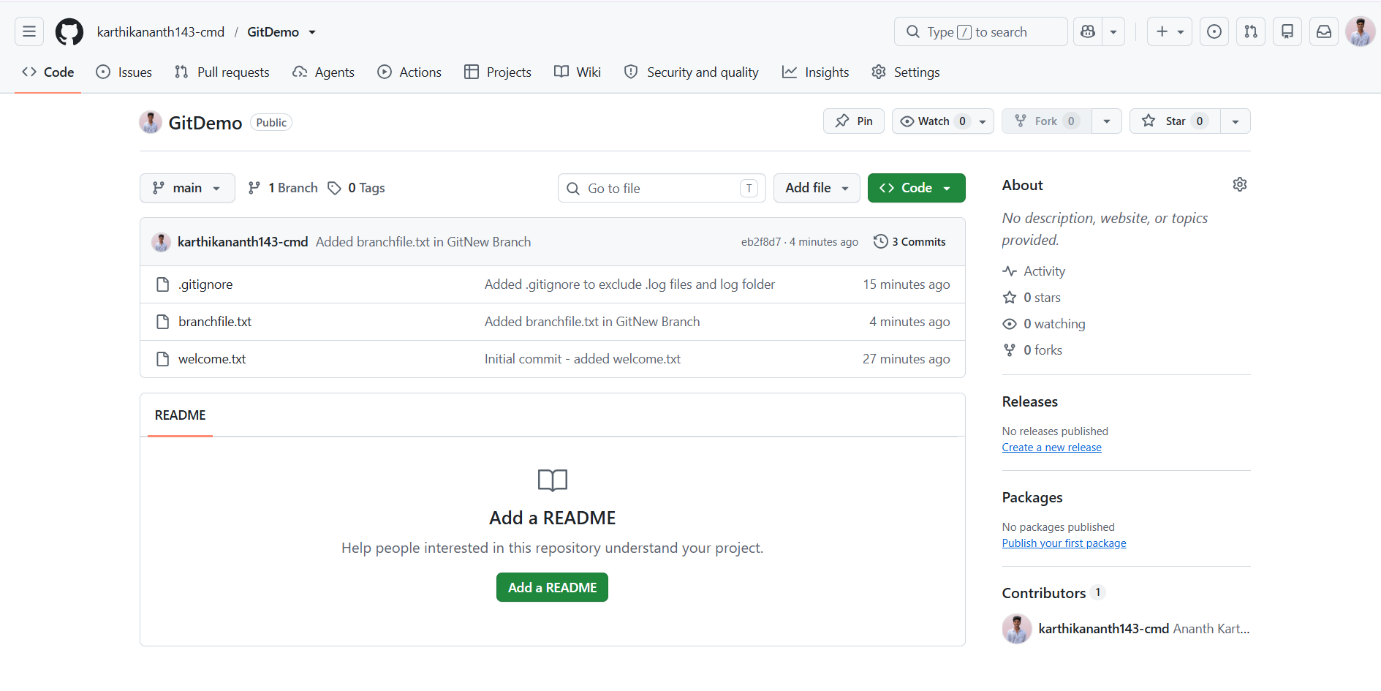 karthikananth143-cmd / GitDemo
Type / to search
Code Issues Pull requests Agents Actions Projects Wiki Security and quality Insights Settings
GitDemo Public
Pin Watch 0 Fork 0 Star 0
main 1 Branch 0 Tags Go to file T Add file Code
karthikananth143-cmd Added branchfile.txt in GitNew Branch eb2f8d7 · 4 minutes ago 3 Commits
.gitignore Added .gitignore to exclude .log files and log folder 15 minutes ago
branchfile.txt Added branchfile.txt in GitNew Branch 4 minutes ago
welcome.txt Initial commit - added welcome.txt 27 minutes ago
README
Add a README
Help people interested in this repository understand your project.
Add a README
About
No description, website, or topics
provided.
Activity
0 stars
0 watching
0 forks
Releases
No releases published
Create a new release
Packages
No packages published
Publish your first package
Contributors 1
karthikananth143-cmd Ananth Kart...